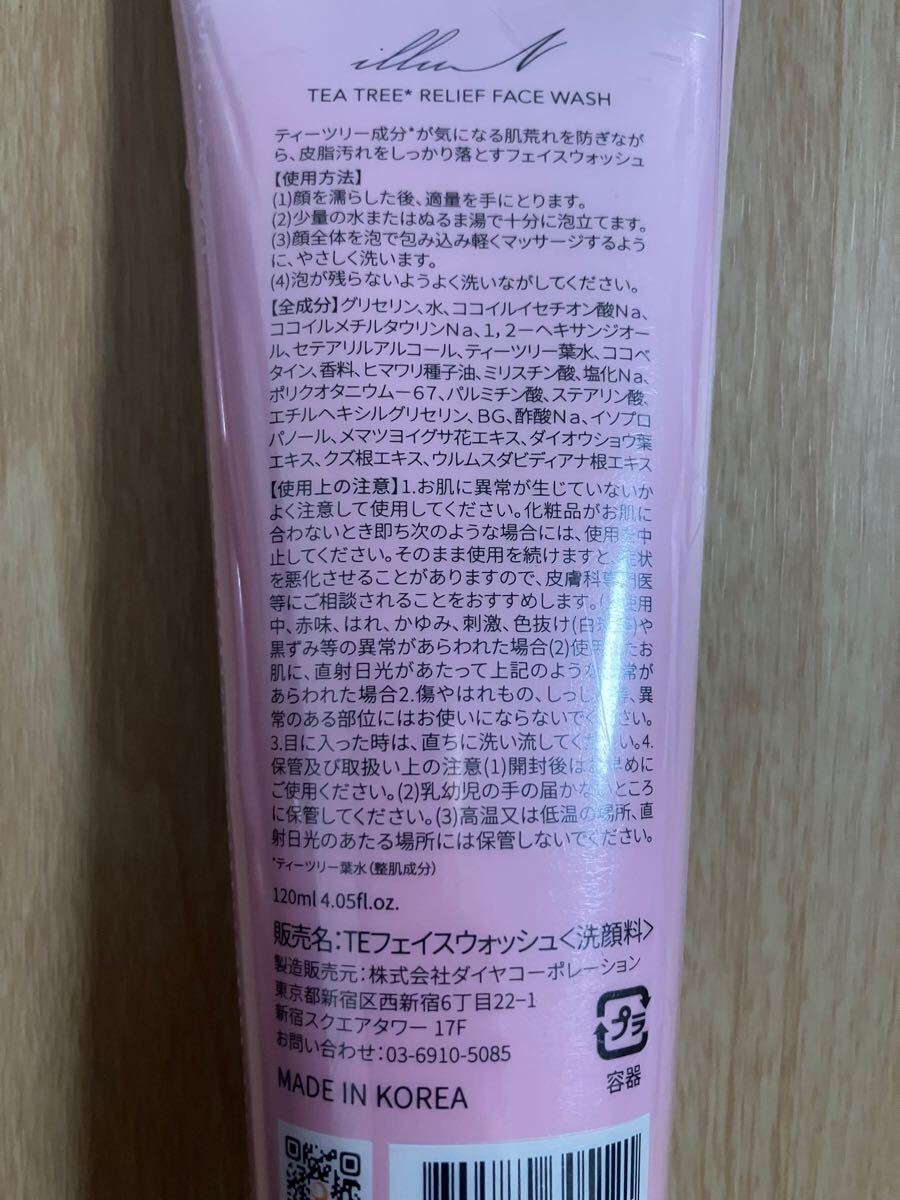 illuN
TEA TREE* RELIEF FACE WASH
ティーツリー成分*が気になる肌荒れを防ぎなが
ら、皮脂汚れをしっかり落とすフェイスウォッシュ
【使用方法】
(1)顔を濡らした後、適量を手にとります。
(2)少量の水またはぬるま湯で十分に泡立てます。
(3)顔全体を泡で包み込み軽くマッサージするよう
に、やさしく洗います。
(4)泡が残らないようよく洗いながしてください。
【全成分】グリセリン、水、ココイルイセチオン酸Na、
ココイルメチルタウリンNa、1,2ーヘキサンジオー
ル、セテアリルアルコール、ティーツリー葉水、ココベ
タイン、香料、ヒマワリ種子油、ミリスチン酸、塩化Na、
ポリクオタニウムー67、パルミチン酸、ステアリン酸、
エチルヘキシルグリセリン、BG、酢酸Na、イソプロ
パノール、メマツヨイグサ花エキス、ダイオウショウ葉
エキス、クズ根エキス、ウルムスダビディアナ根エキス
【使用上の注意】1.お肌に異常が生じていないか
よく注意して使用してください。化粧品がお肌に
合わないとき即ち次のような場合には、使用を中
止してください。そのまま使用を続けますと、症状
を悪化させることがありますので、皮膚科専門医
等にご相談されることをおすすめします。(1)使用
中、赤味、はれ、かゆみ、刺激、色抜け(白斑等)や
黒ずみ等の異常があらわれた場合(2)使用したお
肌に、直射日光があたって上記のような異常が
あらわれた場合2.傷やはれもの、しっしん等、異
常のある部位にはお使いにならないでください。
3.目に入った時は、直ちに洗い流してください。4.
保管及び取扱い上の注意(1)開封後はお早めに
ご使用ください。(2)乳幼児の手の届かないところ
に保管してください。(3)高温又は低温の場所、直
射日光のあたる場所には保管しないでください。
*ティーツリー葉水(整肌成分)
120ml 4.05fl.oz.
販売名:TEフェイスウォッシュ<洗顔料>
製造販売元:株式会社ダイヤコーポレーション
東京都新宿区西新宿6丁目22-1
新宿スクエアタワー 17F
お問い合わせ:03-6910-5085
プラ
容器
MADE IN KOREA